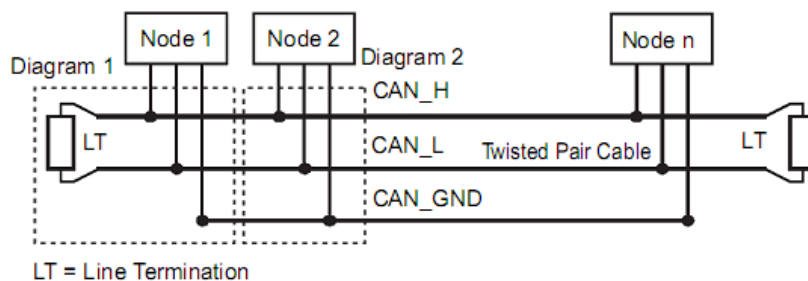 Node 1
Node 2
Node n
Diagram 1
Diagram 2
CAN_H
LT
CAN_L
Twisted Pair Cable
LT
CAN_GND
LT = Line Termination